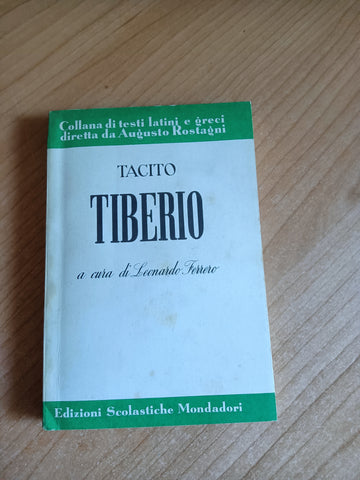 Collana di testi latini e greci
diretta da Augusto Rostagni
TACITO
TIBERIO
a cura di Leonardo Ferrero
Edizioni Scolastiche Mondadori